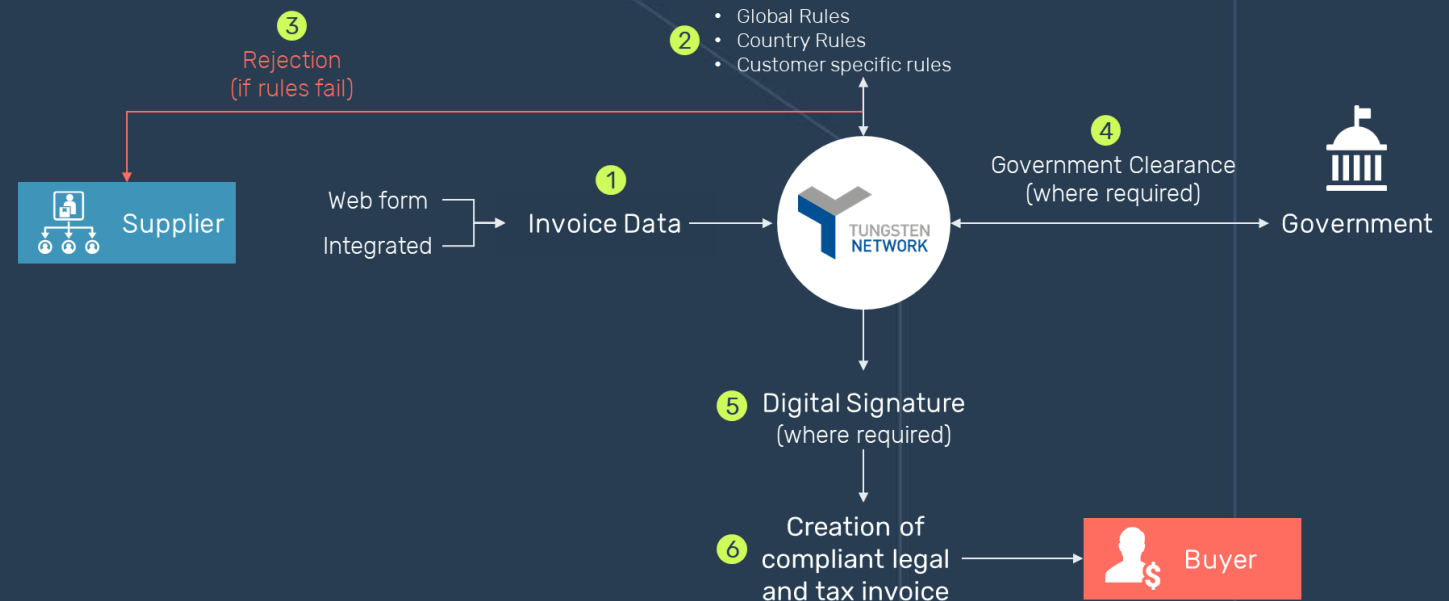 3
Rejection
(if rules fail)
2
• Global Rules
• Country Rules
• Customer specific rules
Supplier
Web form
Integrated
1
Invoice Data
TUNGSTEN
NETWORK
4
Government Clearance
(where required)
Government
5
Digital Signature
(where required)
6
Creation of
compliant legal
and tax invoice
$
Buyer